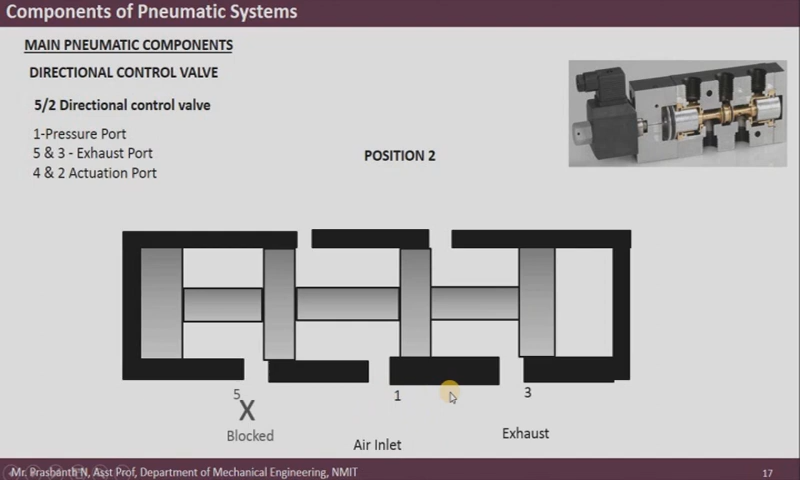 Components of Pneumatic Systems
MAIN PNEUMATIC COMPONENTS
DIRECTIONAL CONTROL VALVE
5/2 Directional control valve
1-Pressure Port
5 & 3 - Exhaust Port
4 & 2 Actuation Port
POSITION 2
5
1
3
X
Blocked
Air Inlet
Exhaust
Mr. Prashanth N, Asst Prof, Department of Mechanical Engineering, NMIT
17